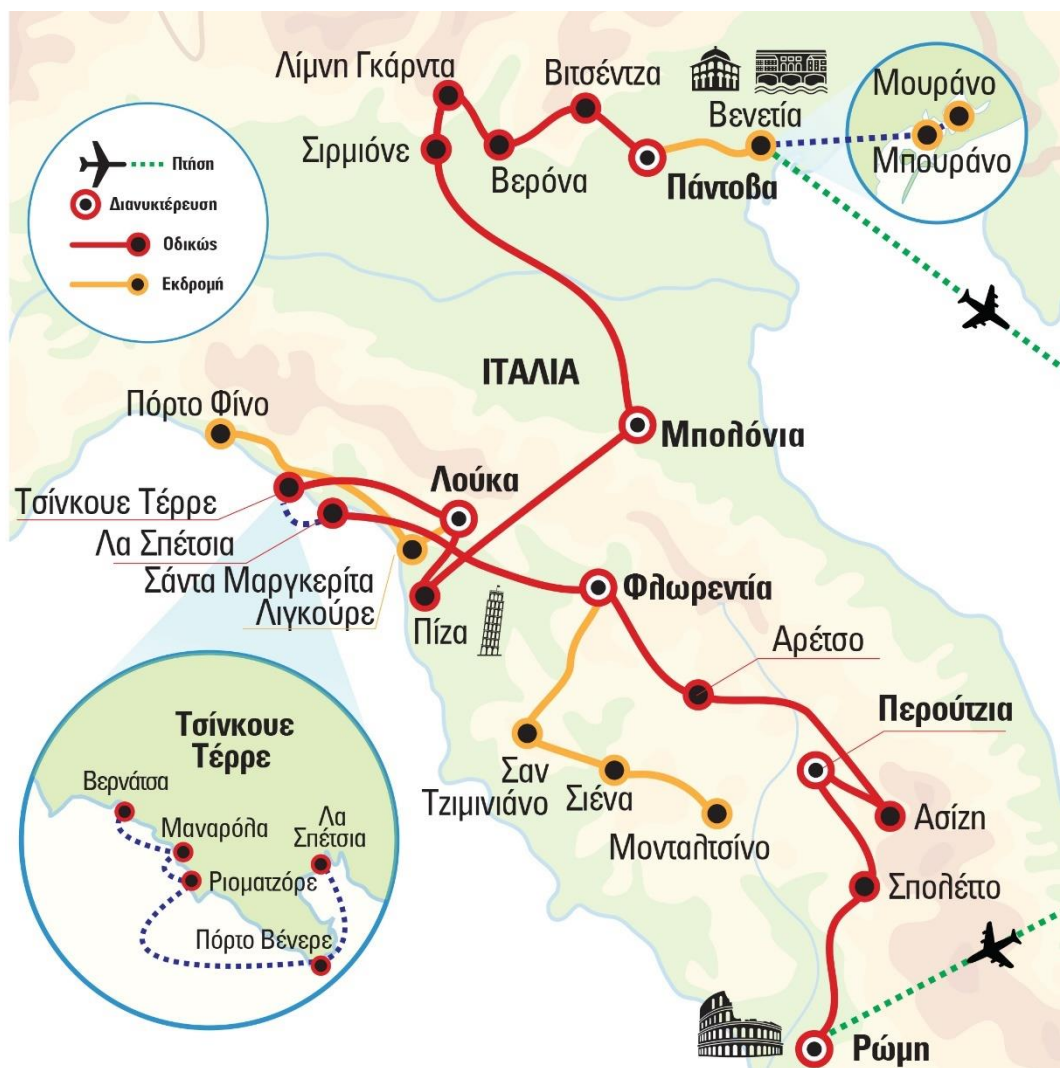 Λίμνη Γκάρντα
Βιτσέντζα
Βενετία
Μουράνο
Μπουράνο
Σιρμιόνε
Βερόνα
Πάντοβα
Πτήση
Διανυκτέρευση
Οδικώς
Εκδρομή
ΙΤΑΛΙΑ
Πόρτο Φίνο
Μπολόνια
Λούκα
Τσίνκουε Τέρρε
Λα Σπέτσια
Σάντα Μαργκερίτα
Λιγκούρε
Πίζα
Φλωρεντία
Αρέτσο
Περούτζια
Σαν
Τζιμινιάνο
Σιένα
Μονταλτσίνο
Ασίζη
Σπολέττο
Ρώμη
Τσίνκουε
Τέρρε
Βερνάτσα
Μαναρόλα
Λα
Σπέτσια
Ριοματζόρε
Πόρτο Βένερε